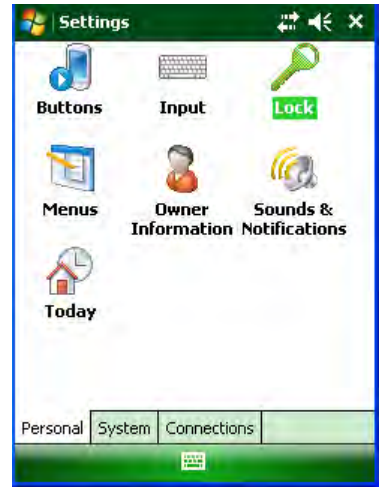 Settings
Buttons Input Lock
Menus Owner Information Sounds & Notifications
Today
Personal System Connections